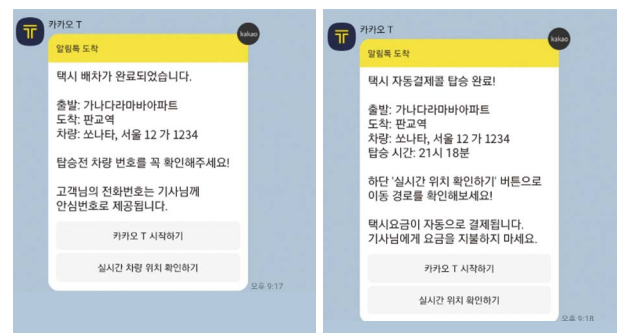 카카오 T
kakao
알림톡 도착
택시 배차가 완료되었습니다.
출발: 가나다라마바아파트
도착: 판교역
차량: 쏘나타, 서울 12 가 1234
탑승전 차량 번호를 꼭 확인해주세요!
고객님의 전화번호는 기사님께
안심번호로 제공됩니다.
카카오 T 시작하기
실시간 차량 위치 확인하기
오후 9:17
카카오 T
kakao
알림톡 도착
택시 자동결제콜 탑승 완료!
출발: 가나다라마바아파트
도착: 판교역
차량: 쏘나타, 서울 12 가 1234
탑승 시간: 21시 18분
하단 '실시간 위치 확인하기' 버튼으로
이동 경로를 확인해보세요!
택시요금이 자동으로 결제됩니다.
기사님에게 요금을 지불하지 마세요.
카카오 T 시작하기
실시간 위치 확인하기
오후 9:18